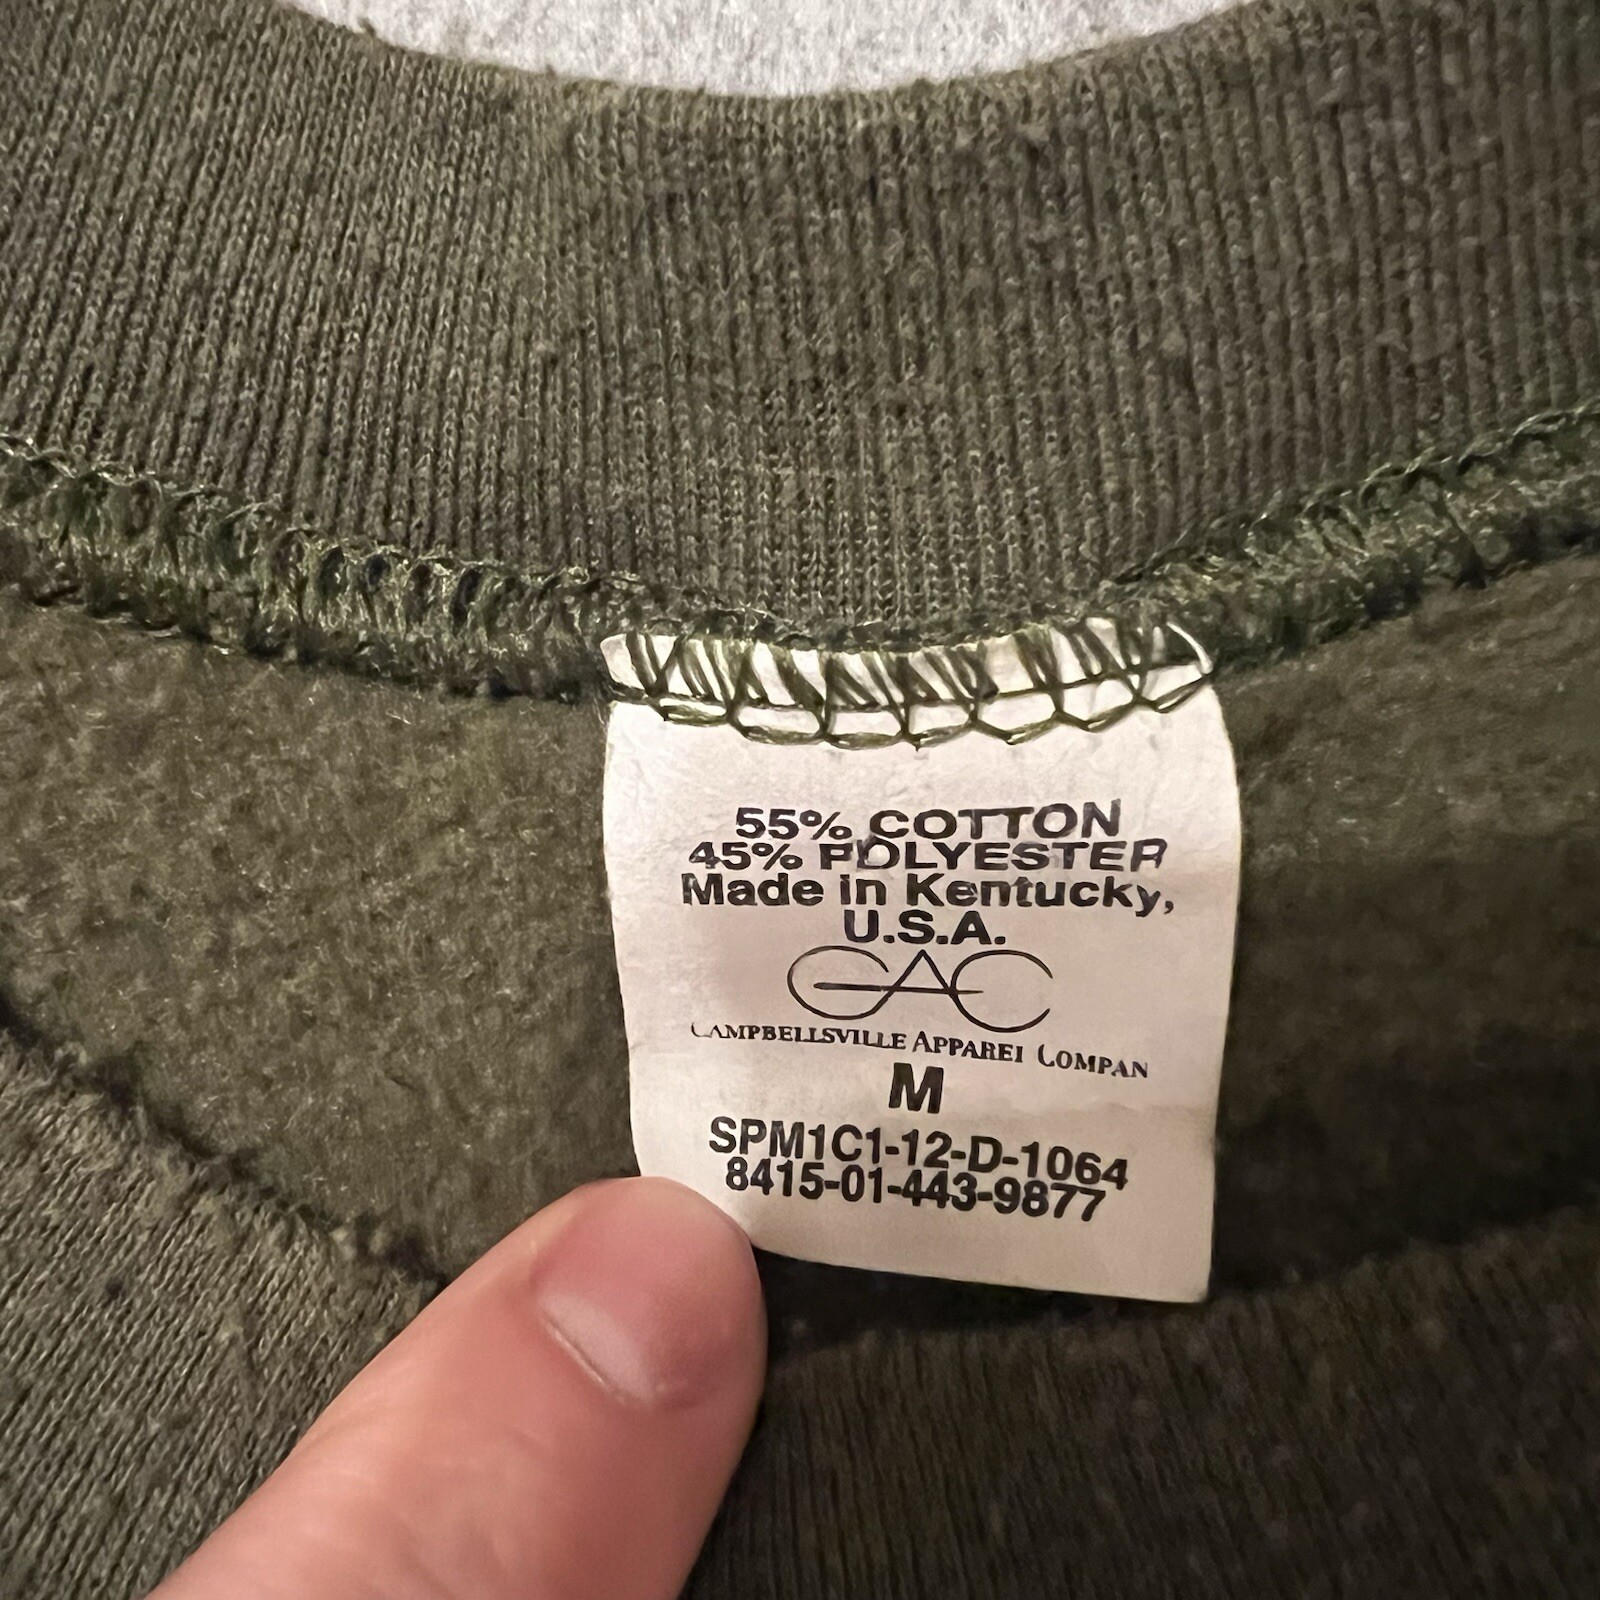 55% COTTON
45% POLYESTER
Made in Kentucky,
U.S.A.
CAC
CAMPBELLSVILLE APPAREL COMPAN
M
SPM1C1-12-D-1064
8415-01-443-9877